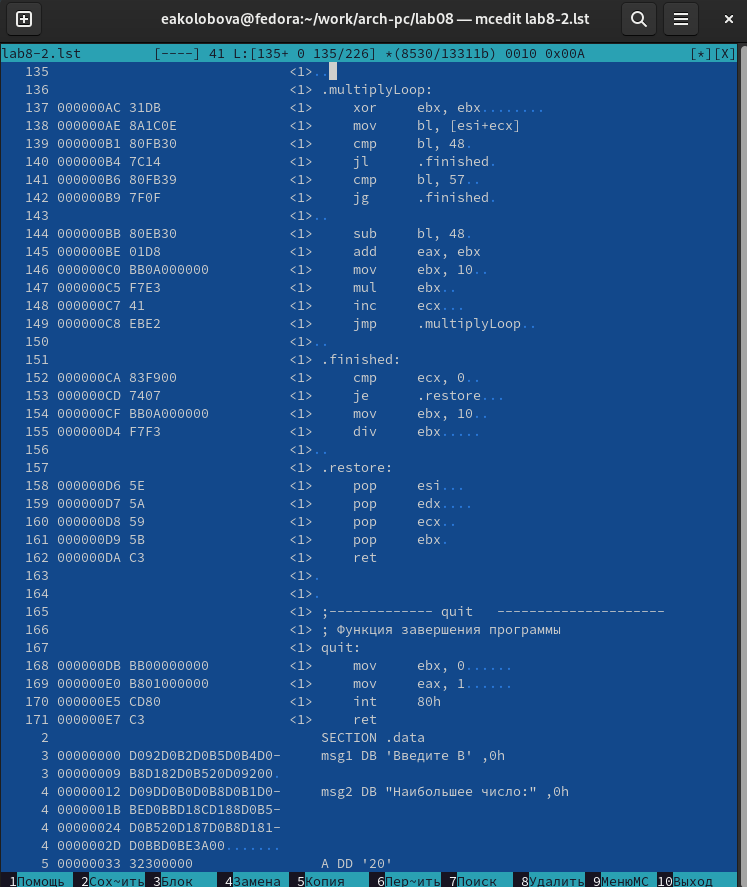 eakolobova@fedora:~/work/arch-pc/lab08 — mcedit lab8-2.lst
lab8-2.lst [----] 41 L:[135+ 0 135/226] *(8530/13311b) 0010 0x00A [*][X]
135 <1>..
136 <1> .multiplyLoop:
137 000000AC 31DB <1> xor ebx, ebx........
138 000000AE 8A1C0E <1> mov bl, [esi+ecx]
139 000000B1 80FB30 <1> cmp bl, 48.
140 000000B4 7C14 <1> jl .finished.
141 000000B6 80FB39 <1> cmp bl, 57..
142 000000B9 7F0F <1> jg .finished.
143 <1>..
144 000000BB 80EB30 <1> sub bl, 48.
145 000000BE 01D8 <1> add eax, ebx
146 000000C0 BB0A000000 <1> mov ebx, 10..
147 000000C5 F7E3 <1> mul ebx..
148 000000C7 41 <1> inc ecx...
149 000000C8 EBE2 <1> jmp .multiplyLoop..
150 <1>..
151 <1> .finished:
152 000000CA 83F900 <1> cmp ecx, 0..
153 000000CD 7407 <1> je .restore...
154 000000CF BB0A000000 <1> mov ebx, 10..
155 000000D4 F7F3 <1> div ebx.....
156 <1>..
157 <1> .restore:
158 000000D6 5E <1> pop esi...
159 000000D7 5A <1> pop edx....
160 000000D8 59 <1> pop ecx..
161 000000D9 5B <1> pop ebx.
162 000000DA C3 <1> ret
163 <1>.
164 <1>.
165 <1> ;------------- quit ---------------------
166 <1> ; Функция завершения программы
167 <1> quit:
168 000000DB BB00000000 <1> mov ebx, 0......
169 000000E0 B801000000 <1> mov eax, 1......
170 000000E5 CD80 <1> int 80h
171 000000E7 C3 <1> ret
2 SECTION .data
3 00000000 D092D0B2D0B5D0B4D0- msg1 DB 'Введите B' ,0h
3 00000009 B8D182D0B520D09200.
4 00000012 D09DD0B0D0B8D0B1D0- msg2 DB "Наибольшее число:" ,0h
4 0000001B BED0BBD18CD188D0B5-
4 00000024 D0B520D187D0B8D181-
4 0000002D D0BBD0BE3A00.......
5 00000033 32300000 A DD '20'
1Помощь 2Сох~ить 3Блок 4Замена 5Копия 6Пер~ить 7Поиск 8Удалить 9МенюMC 10Выход